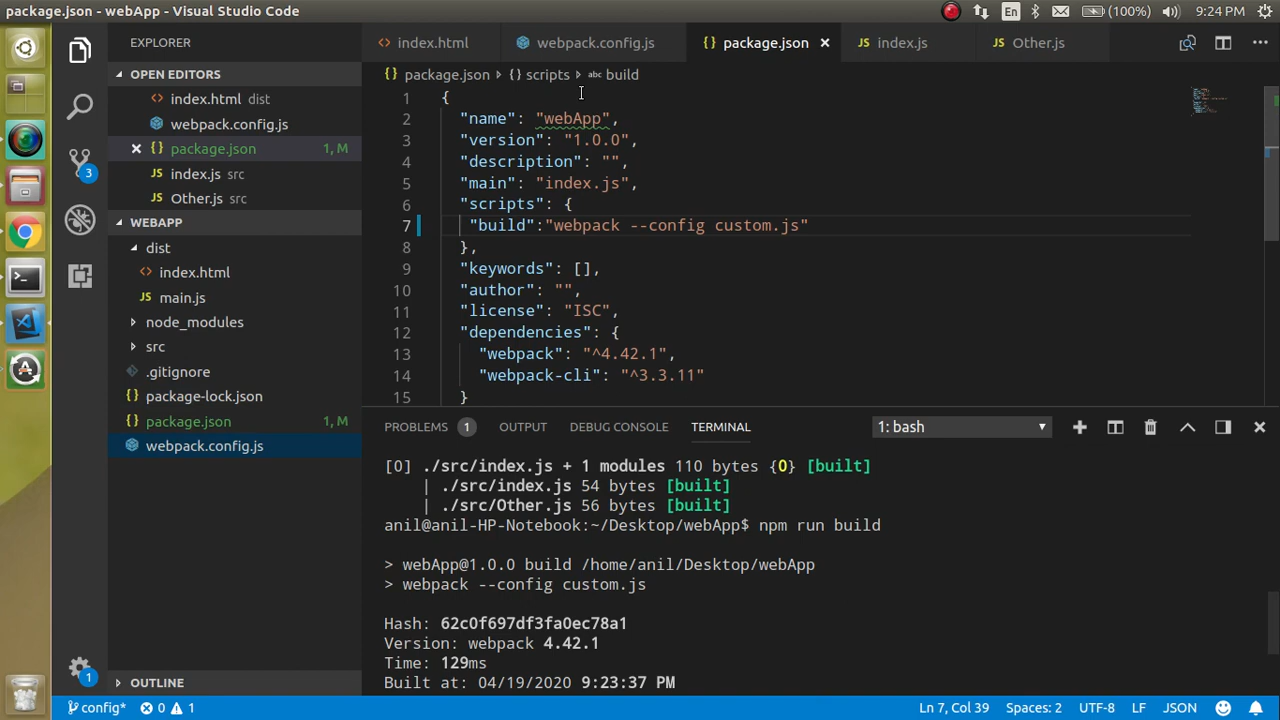 package.json - webApp - Visual Studio Code
En
(100%)
9:24 PM
EXPLORER
OPEN EDITORS
index.html dist
webpack.config.js
package.json 1, M
index.js src
Other.js src
WEBAPP
dist
index.html
main.js
node_modules
src
.gitignore
package-lock.json
package.json 1, M
webpack.config.js
OUTLINE
3
1
index.html
webpack.config.js
package.json
index.js
Other.js
package.json > {} scripts > abc build
1 {
2 "name": "webApp",
3 "version": "1.0.0",
4 "description": "",
5 "main": "index.js",
6 "scripts": {
7 "build":"webpack --config custom.js"
8 },
9 "keywords": [],
10 "author": "",
11 "license": "ISC",
12 "dependencies": {
13 "webpack": "^4.42.1",
14 "webpack-cli": "^3.3.11"
15 }
PROBLEMS 1 OUTPUT DEBUG CONSOLE TERMINAL 1: bash
[0] ./src/index.js + 1 modules 110 bytes {0} [built]
| ./src/index.js 54 bytes [built]
| ./src/Other.js 56 bytes [built]
anil@anil-HP-Notebook:~/Desktop/webApp$ npm run build
> webApp@1.0.0 build /home/anil/Desktop/webApp
> webpack --config custom.js
Hash: 62c0f697df3fa0ec78a1
Version: webpack 4.42.1
Time: 129ms
Built at: 04/19/2020 9:23:37 PM
config* 0 1 Ln 7, Col 39 Spaces: 2 UTF-8 LF JSON